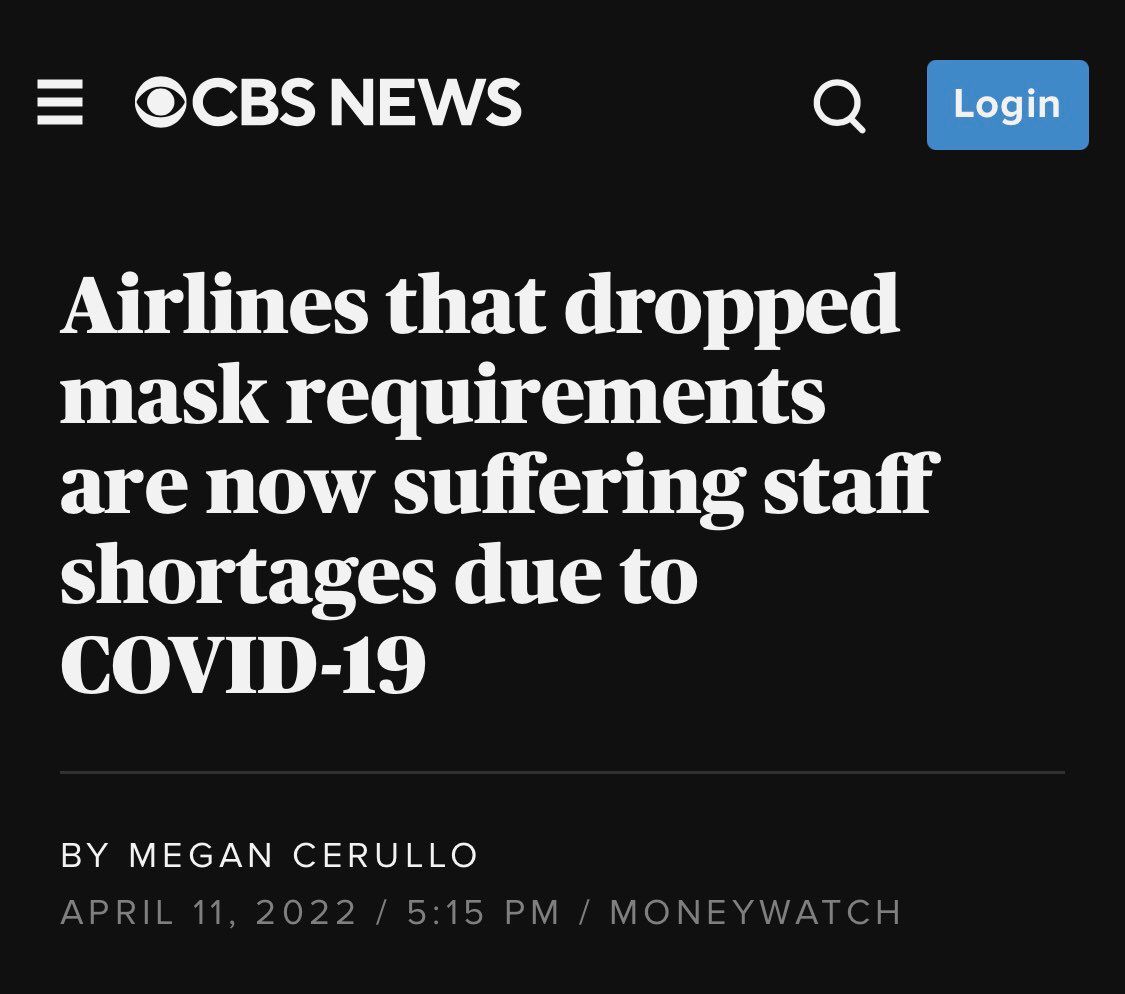 CBS NEWS
Login
Airlines that dropped
mask requirements
are now suffering staff
shortages due to
COVID-19
BY MEGAN CERULLO
APRIL 11, 2022 / 5:15 PM / MONEYWATCH